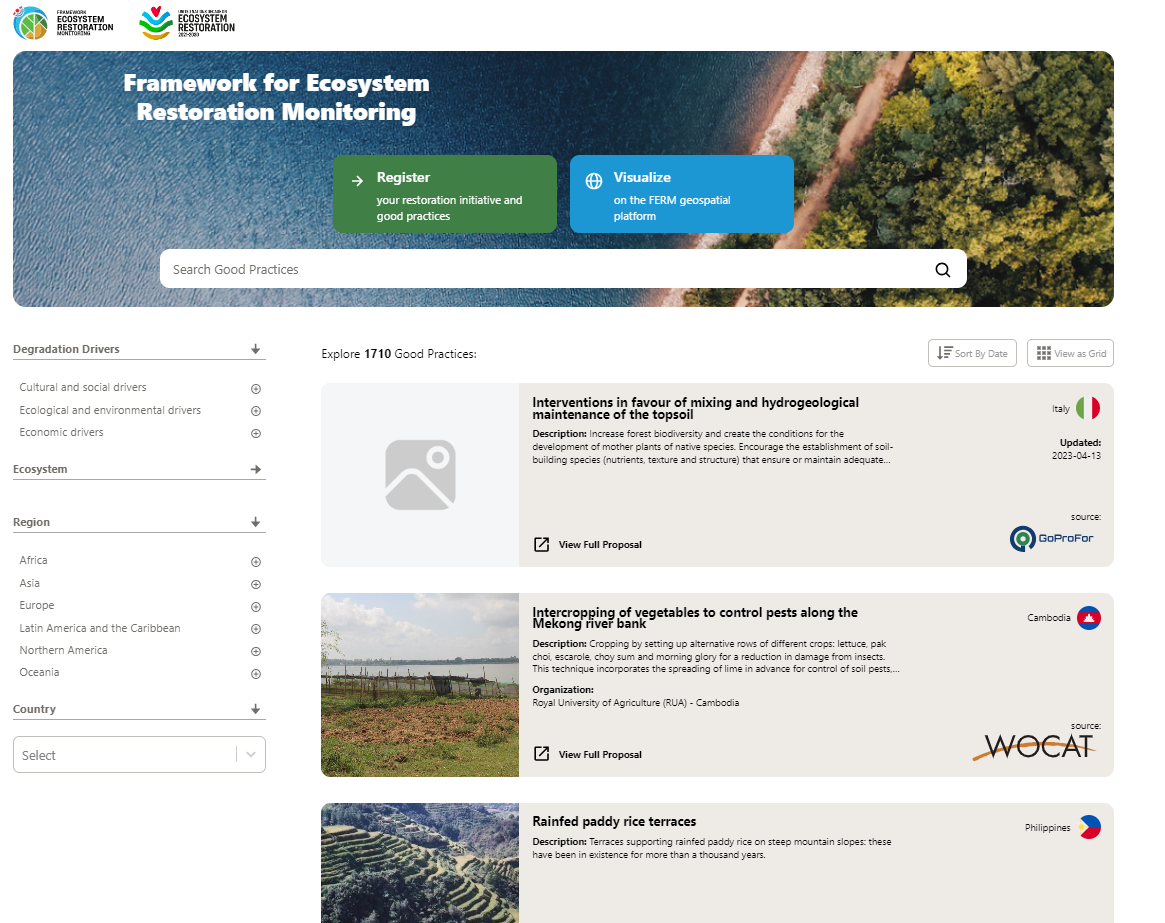 FRAMEWORK
ECOSYSTEM
RESTORATION
MONITORING
UNITED NATIONS DECADE ON
ECOSYSTEM
RESTORATION
2021-2030
Framework for Ecosystem
Restoration Monitoring
Register
your restoration initiative and
good practices
Visualize
on the FERM geospatial
platform
Search Good Practices
Degradation Drivers
Cultural and social drivers
Ecological and environmental drivers
Economic drivers
Ecosystem
Region
Africa
Asia
Europe
Latin America and the Caribbean
Northern America
Oceania
Country
Select
Explore 1710 Good Practices:
Sort By Date
View as Grid
Interventions in favour of mixing and hydrogeological
maintenance of the topsoil
Description: Increase forest biodiversity and create the conditions for the
development of mother plants of native species. Encourage the establishment of soil-
building species (nutrients, texture and structure) that ensure or maintain adequate...
View Full Proposal
Italy
Updated:
2023-04-13
source:
GoProFor
Intercropping of vegetables to control pests along the
Mekong river bank
Description: Cropping by setting up alternative rows of different crops: lettuce, pak
choi, escarole, choy sum and morning glory for a reduction in damage from insects.
This technique incorporates the spreading of lime in advance for control of soil pests,...
Organization:
Royal University of Agriculture (RUA) - Cambodia
View Full Proposal
Cambodia
source:
WOCAT
Rainfed paddy rice terraces
Description: Terraces supporting rainfed paddy rice on steep mountain slopes: these
have been in existence for more than a thousand years.
Philippines